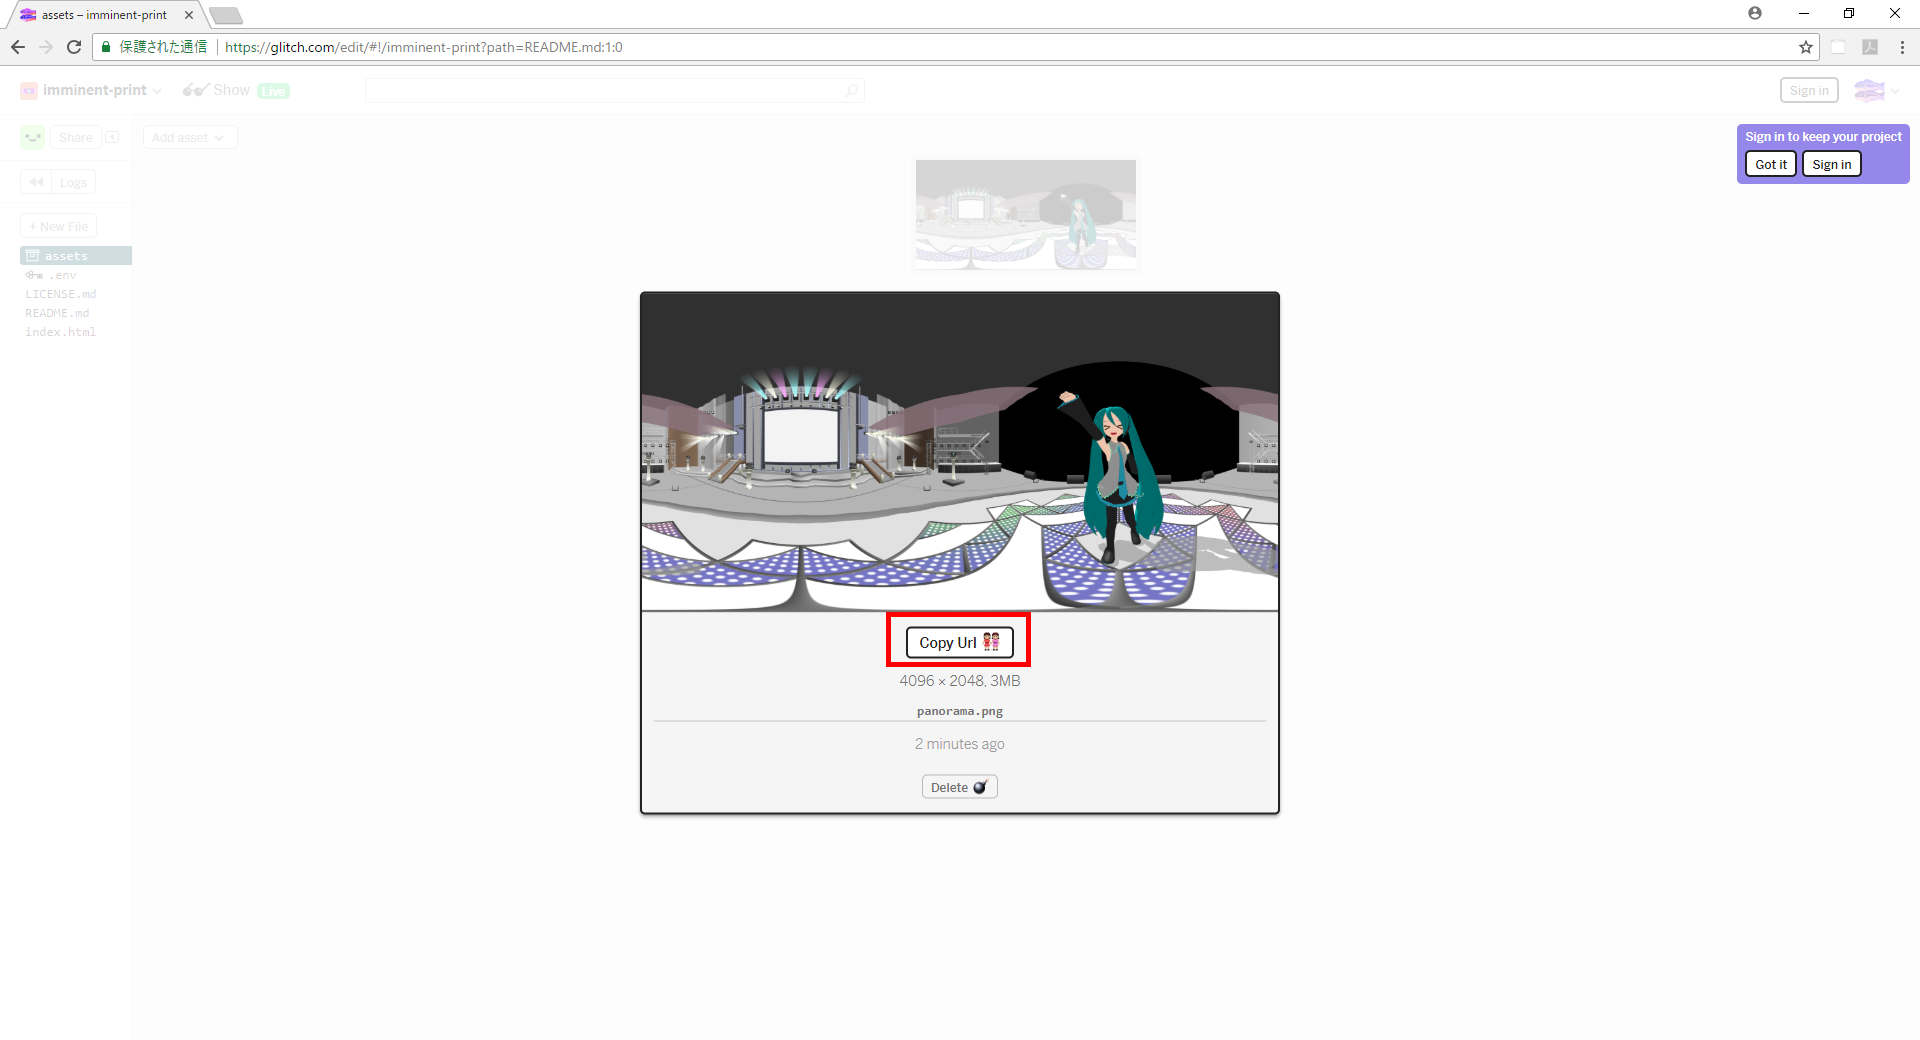 assets – imminent-print
保護された通信 https://glitch.com/edit/#!/imminent-print?path=README.md:1:0
imminent-print Show Live Sign in
Share Add asset
Sign in to keep your project
Got it Sign in
Logs
+ New File
assets
.env
LICENSE.md
README.md
index.html
Copy Url
4096 × 2048, 3MB
panorama.png
2 minutes ago
Delete